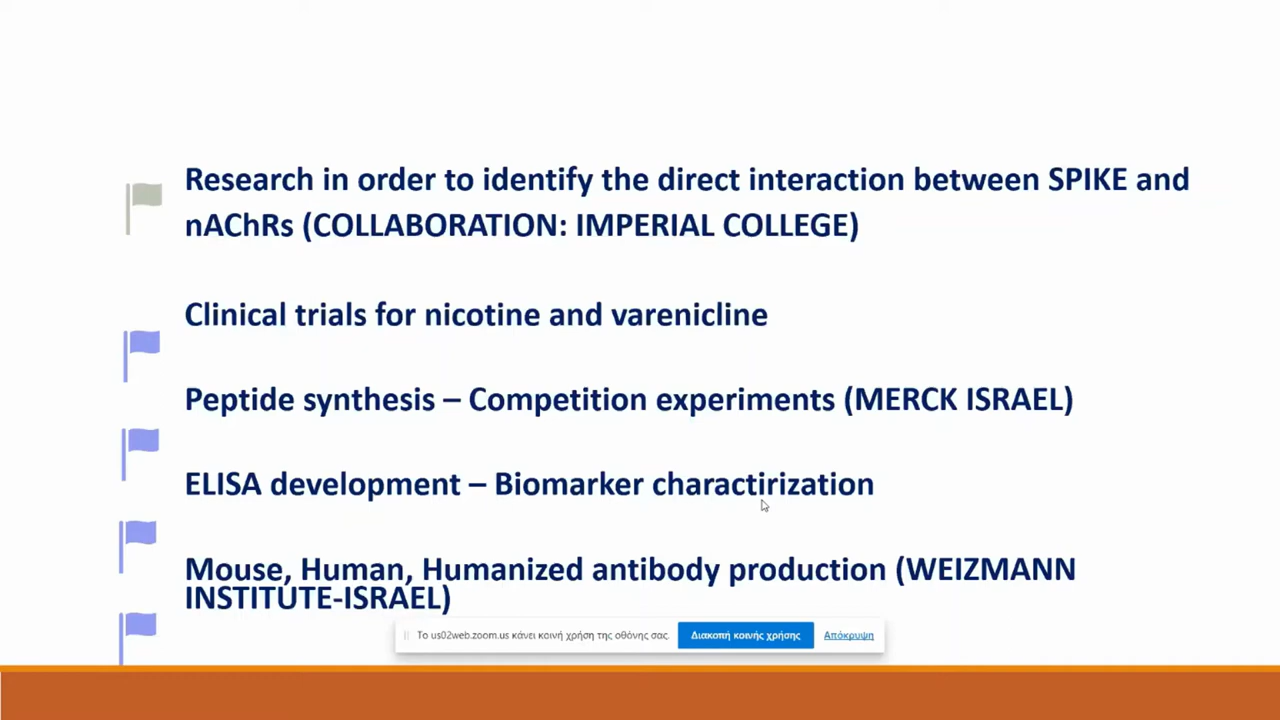 Research in order to identify the direct interaction between SPIKE and
nAChRs (COLLABORATION: IMPERIAL COLLEGE)
Clinical trials for nicotine and varenicline
Peptide synthesis – Competition experiments (MERCK ISRAEL)
ELISA development – Biomarker charactirization
Mouse, Human, Humanized antibody production (WEIZMANN
INSTITUTE-ISRAEL)
Το us02web.zoom.us κάνει κοινή χρήση της οθόνης σας. Διακοπή κοινής χρήσης Απόκρυψη